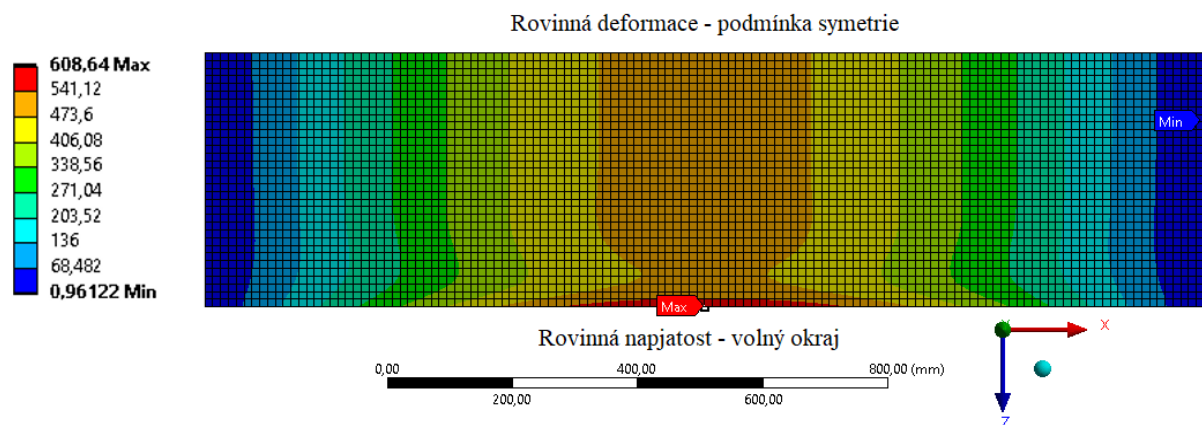 Rovinná deformace - podmínka symetrie
608,64 Max
541,12
473,6
406,08
338,56
271,04
203,52
136
68,482
0,96122 Min
Min
Max
Rovinná napjatost - volný okraj
0,00 400,00 800,00 (mm)
200,00 600,00
X
Z